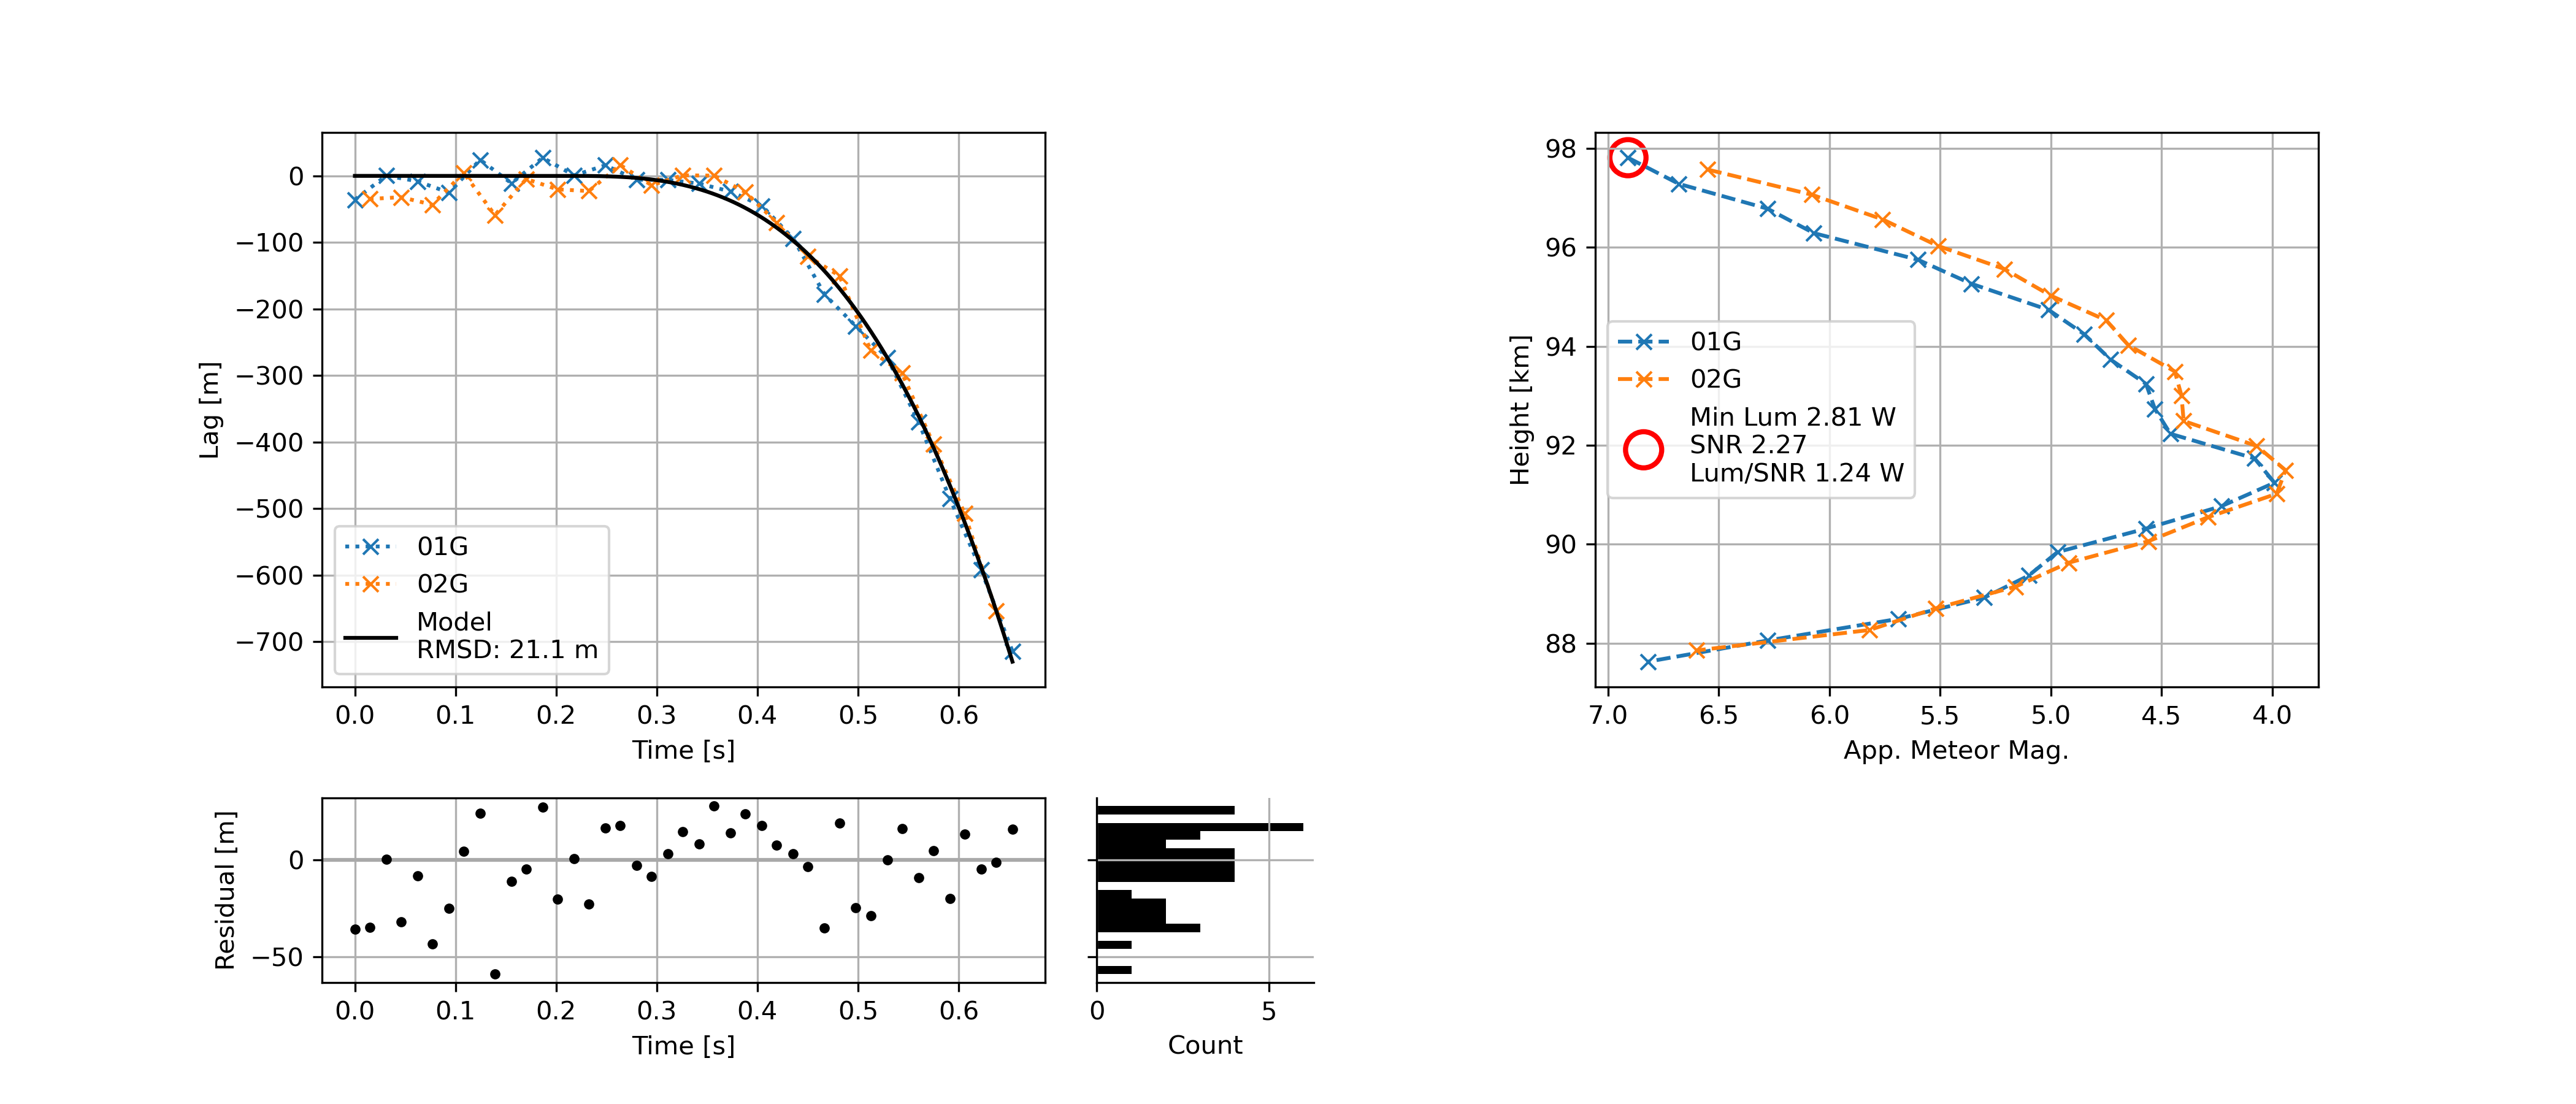 0
−100
−200
−300
−400
−500
−600
−700
Lag [m]
01G
02G
Model
RMSD: 21.1 m
0.0 0.1 0.2 0.3 0.4 0.5 0.6
Time [s]
98
96
94
92
90
88
Height [km]
01G
02G
Min Lum 2.81 W
SNR 2.27
Lum/SNR 1.24 W
7.0 6.5 6.0 5.5 5.0 4.5 4.0
App. Meteor Mag.
0
−50
Residual [m]
0.0 0.1 0.2 0.3 0.4 0.5 0.6
Time [s]
0 5
Count